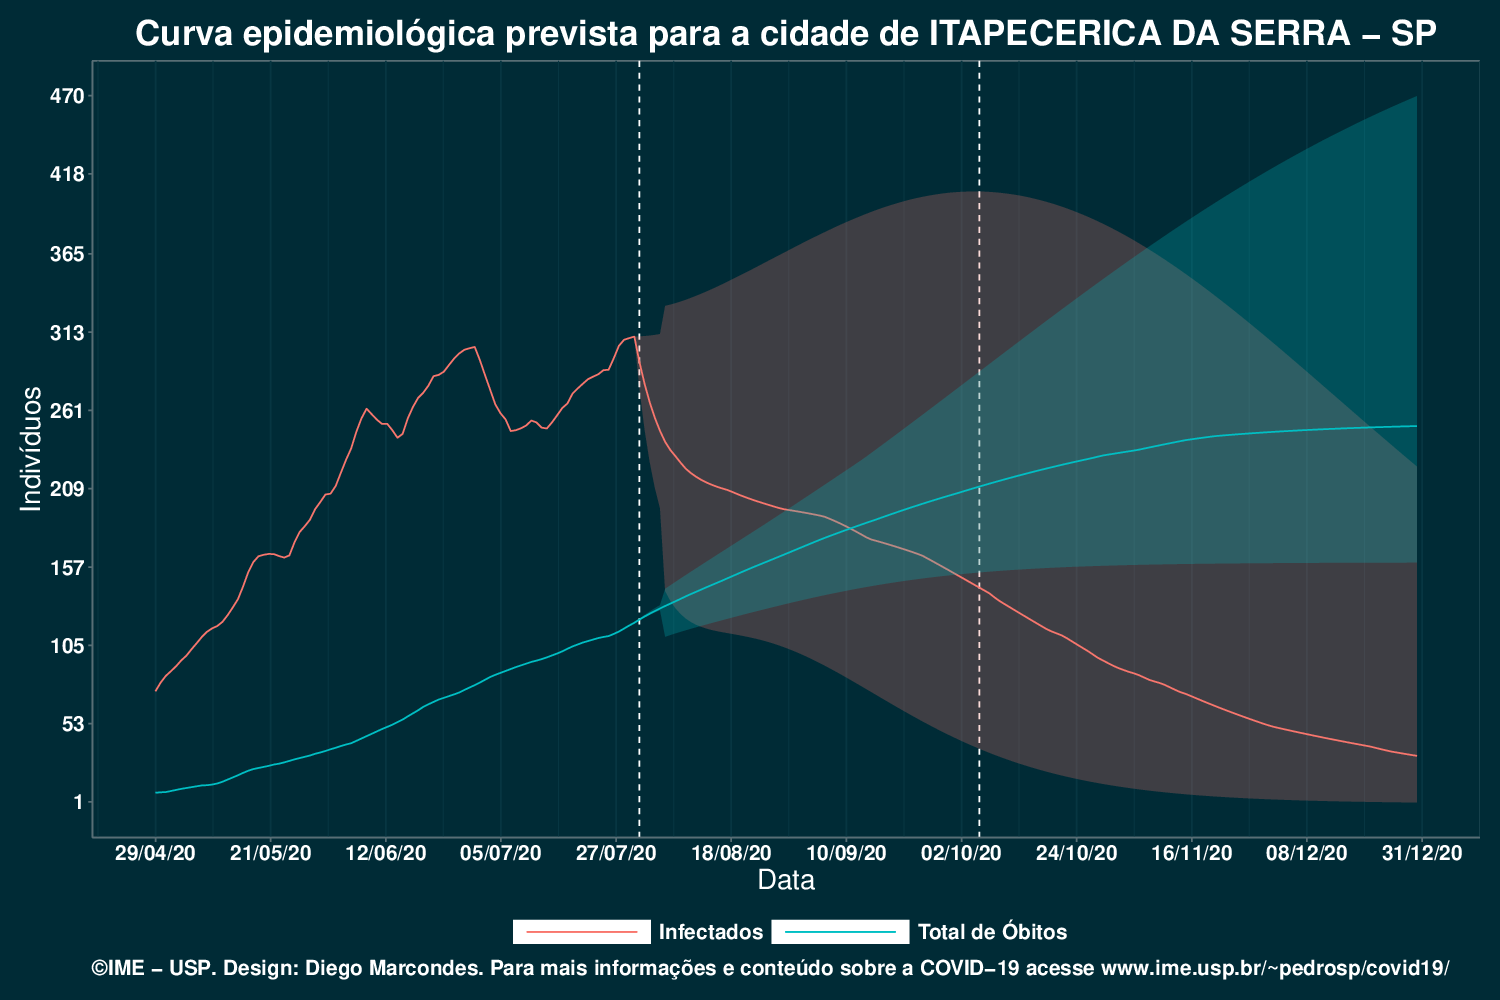 Curva epidemiológica prevista para a cidade de ITAPECERICA DA SERRA – SP
Indivíduos
470
418
365
313
261
209
157
105
53
1
29/04/20 21/05/20 12/06/20 05/07/20 27/07/20 18/08/20 10/09/20 02/10/20 24/10/20 16/11/20 08/12/20 31/12/20
Data
Infectados Total de Óbitos
©IME – USP. Design: Diego Marcondes. Para mais informações e conteúdo sobre a COVID–19 acesse www.ime.usp.br/~pedrosp/covid19/